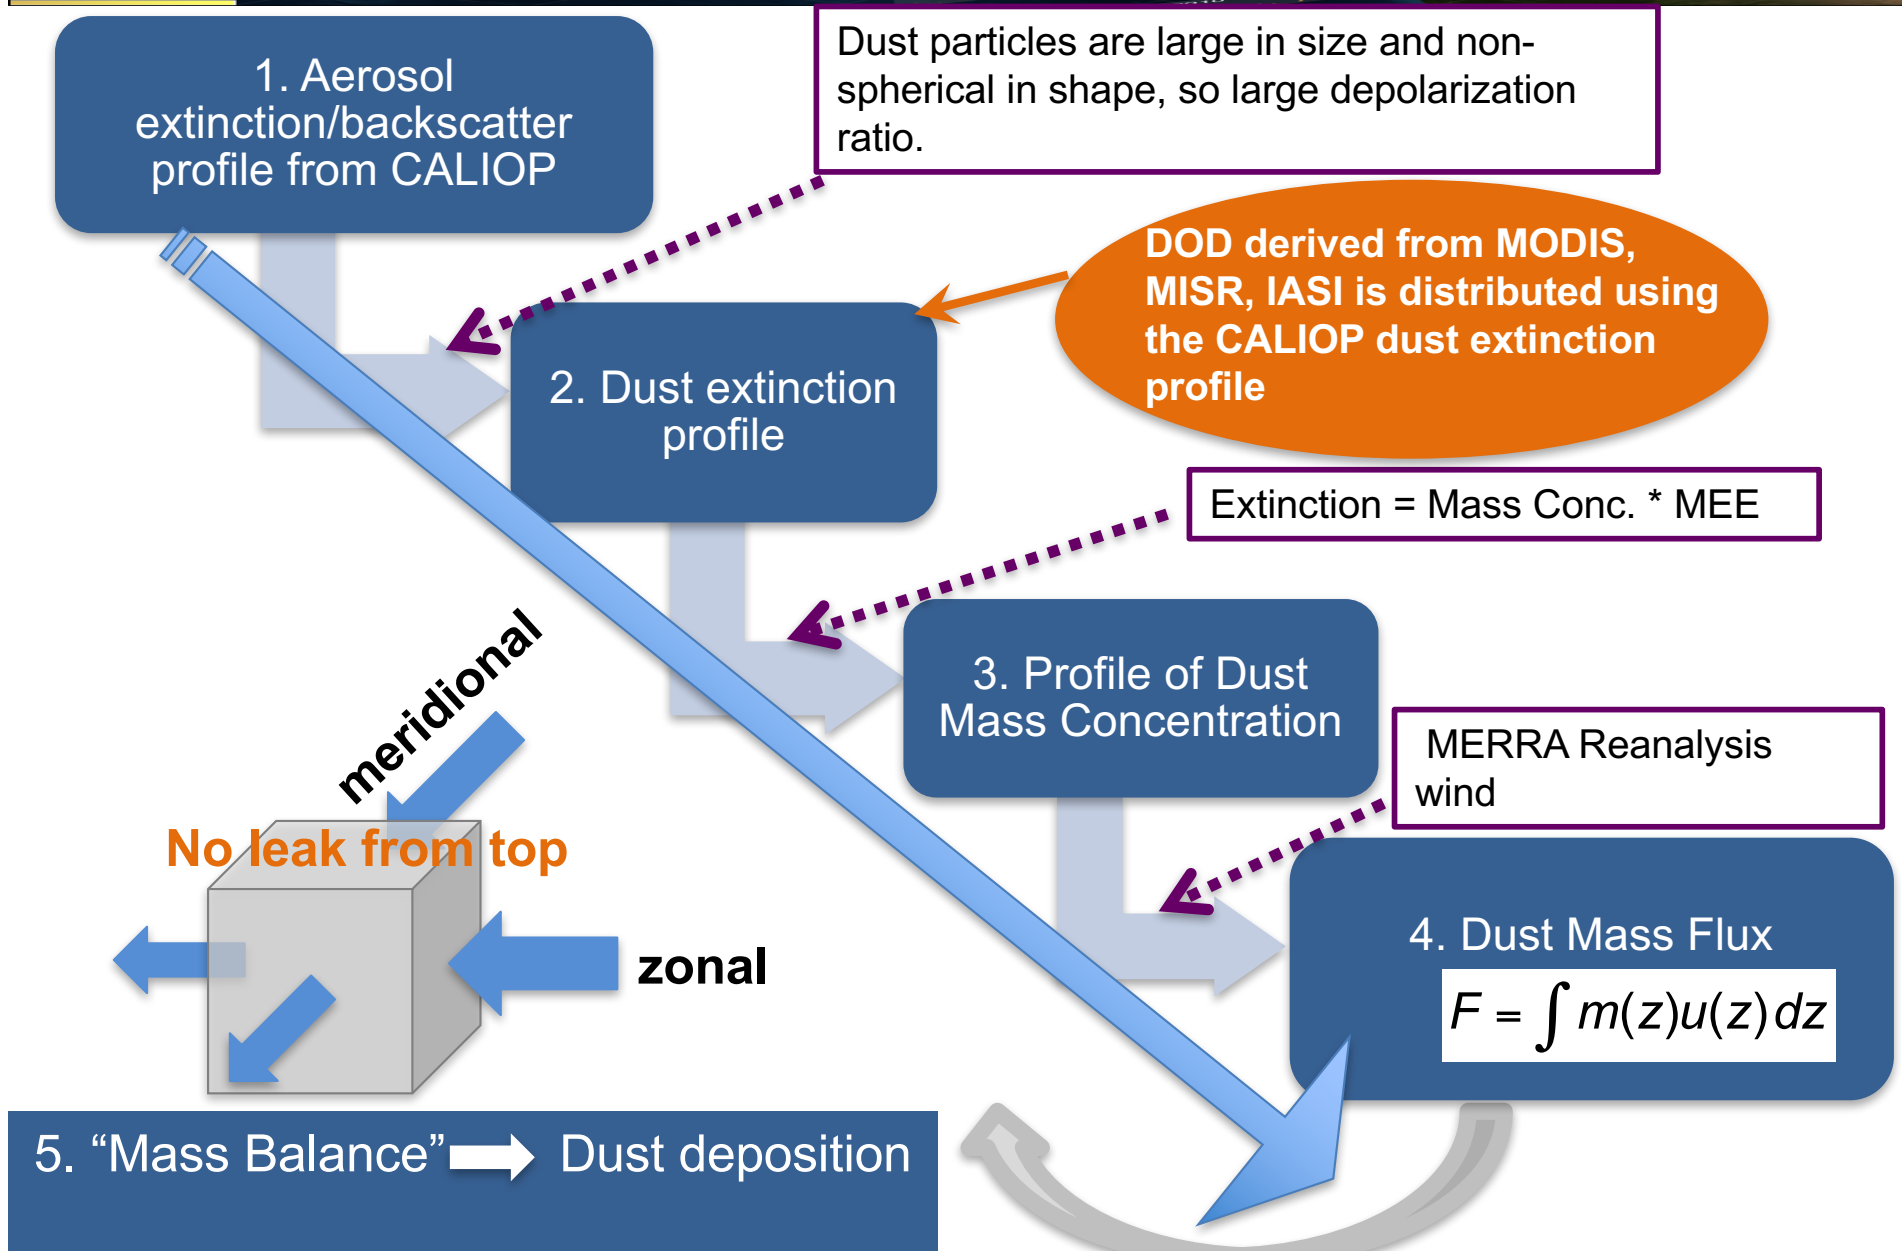 1. Aerosol
extinction/backscatter
profile from CALIOP
Dust particles are large in size and non-
spherical in shape, so large depolarization
ratio.
DOD derived from MODIS,
MISR, IASI is distributed using
the CALIOP dust extinction
profile
2. Dust extinction
profile
Extinction = Mass Conc. * MEE
3. Profile of Dust
Mass Concentration
MERRA Reanalysis
wind
4. Dust Mass Flux
F = ∫ m(z)u(z) dz
meridional
No leak from top
zonal
5. “Mass Balance” Dust deposition